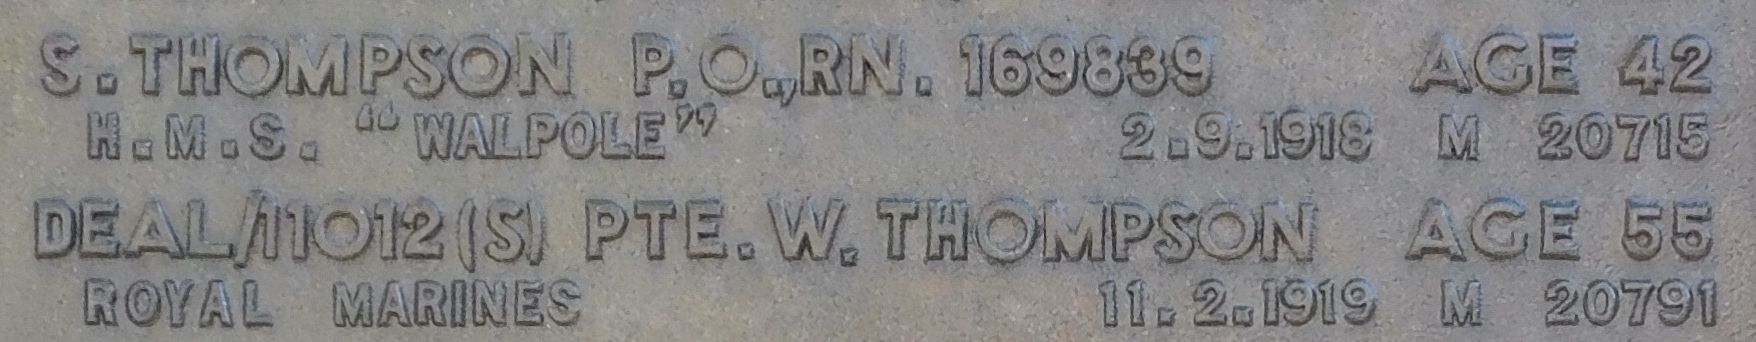 S. THOMPSON P.O., RN. 169839 AGE 42
H.M.S. “WALPOLE” 2.9.1918 M 20715
DEAL/11012(S) PTE. W. THOMPSON AGE 55
ROYAL MARINES 11.2.1919 M 20791